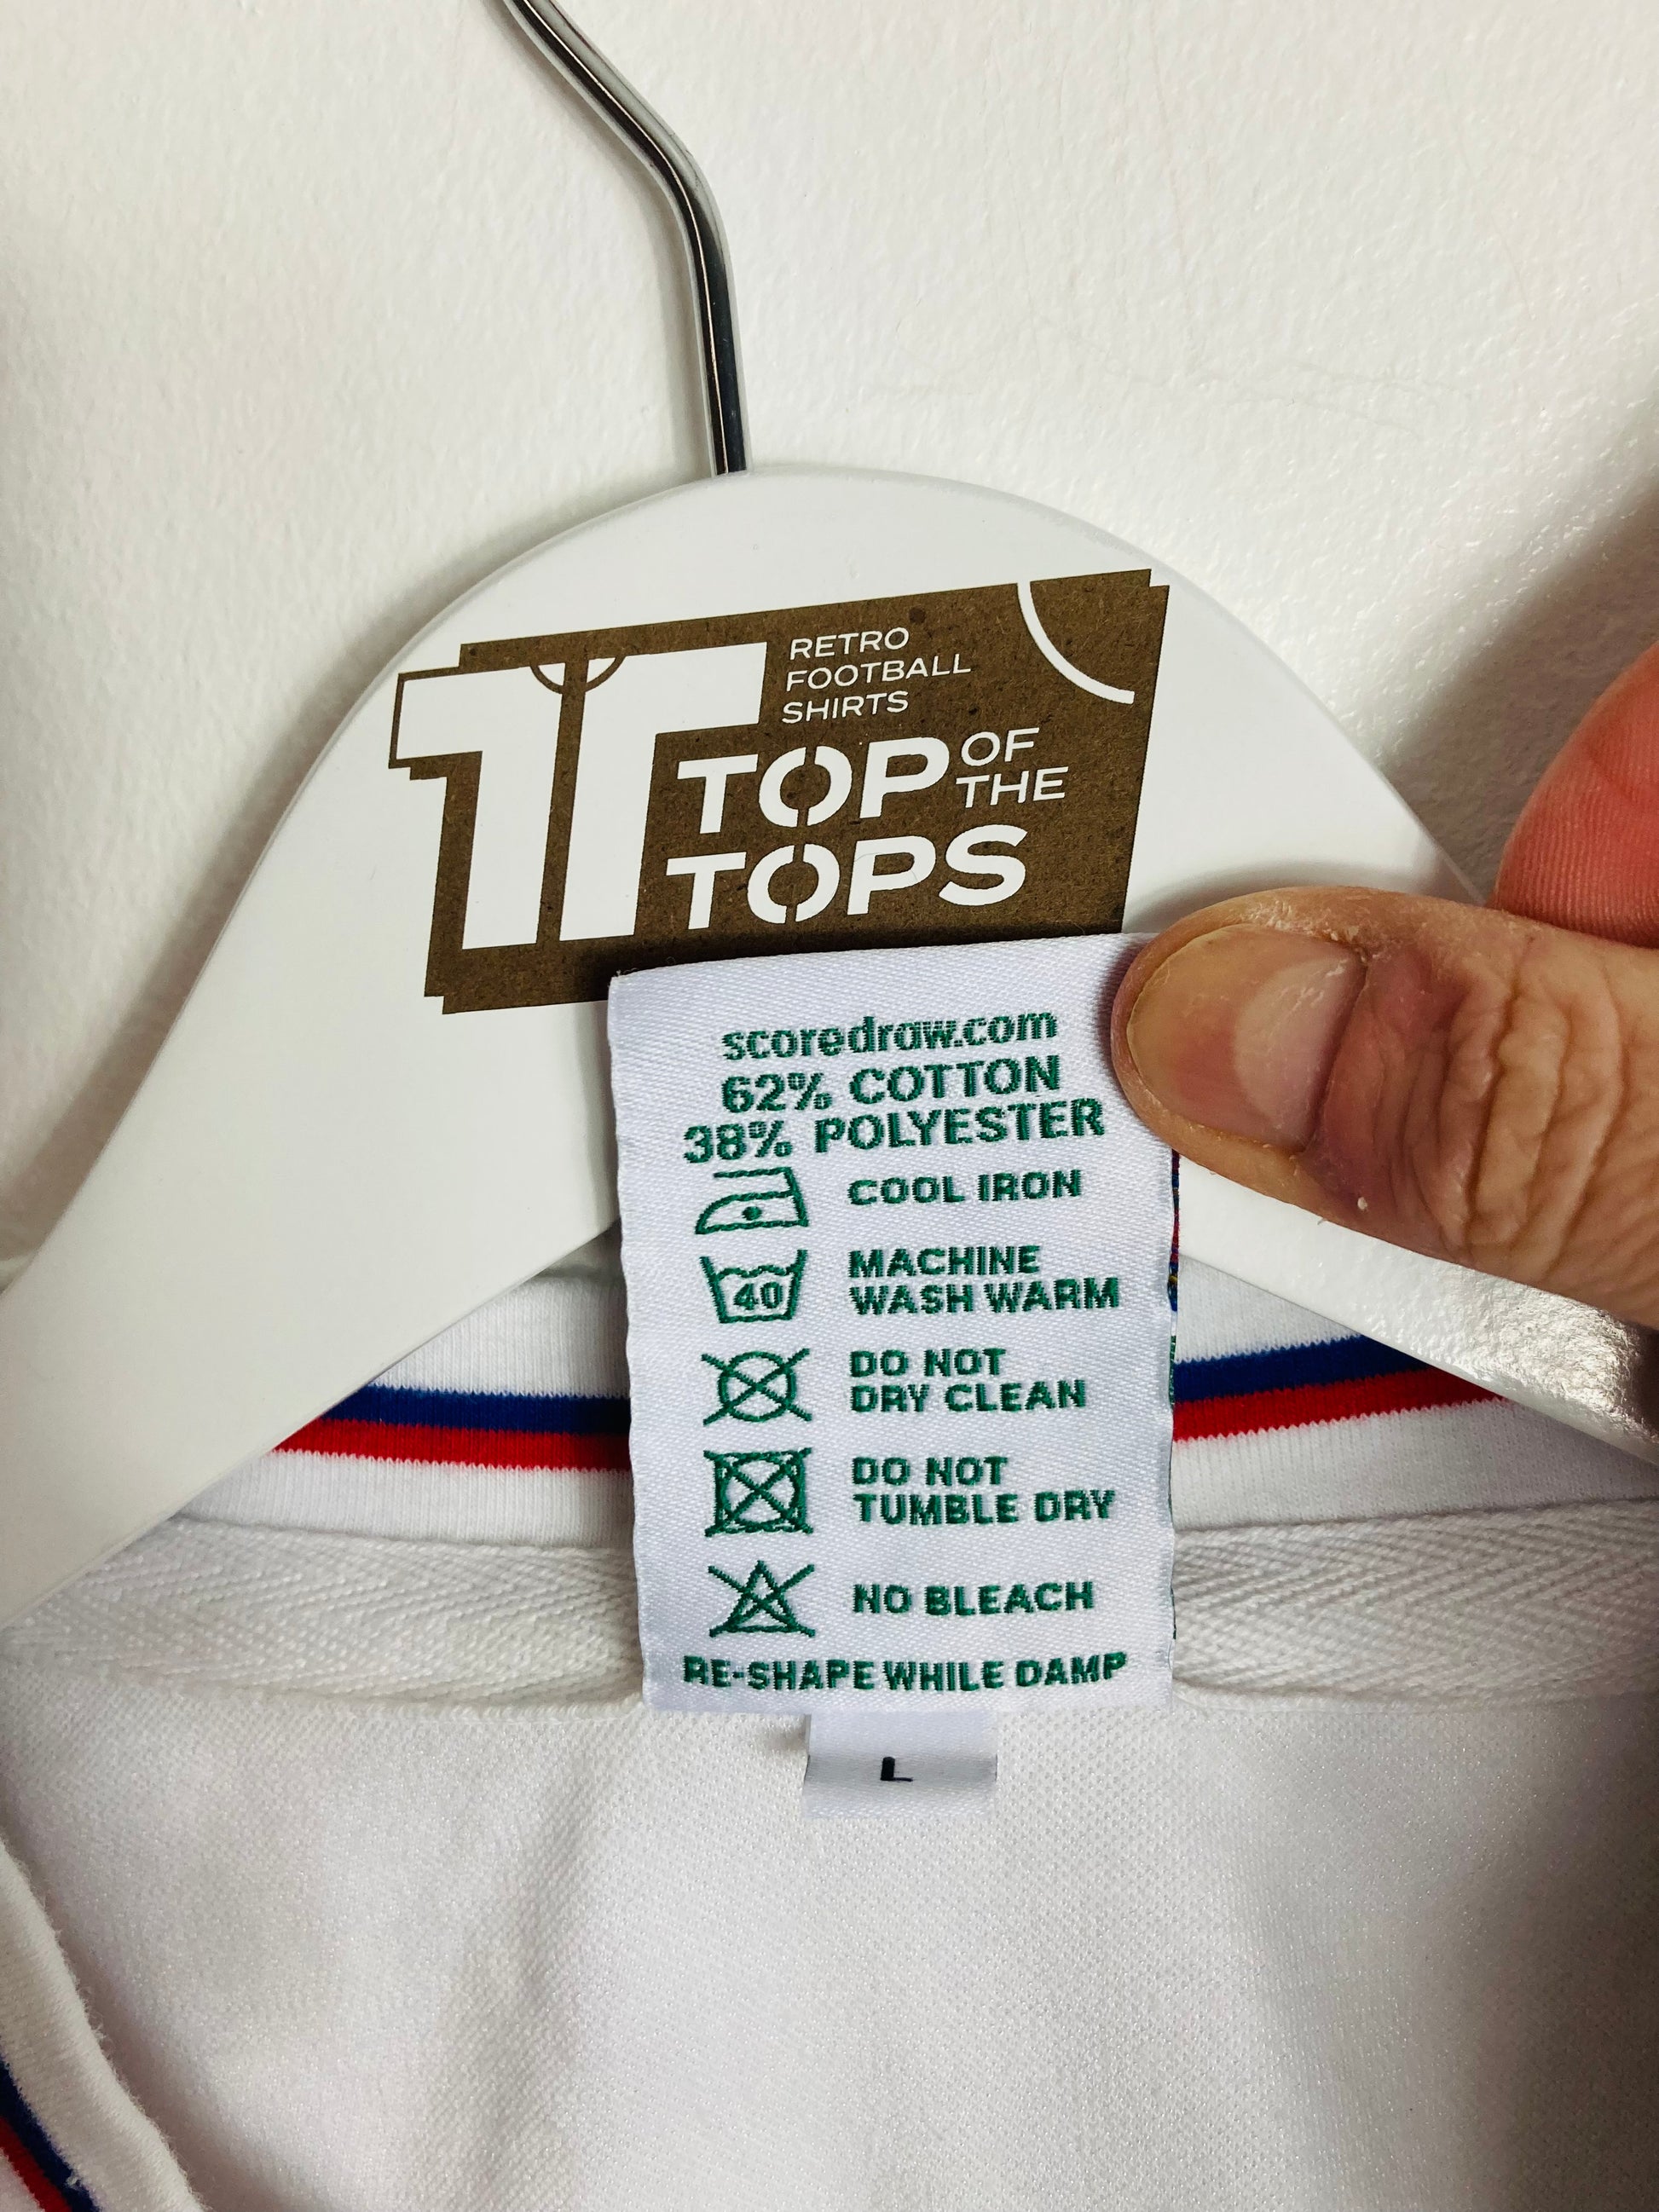 RETRO
FOOTBALL
SHIRTS
TOP OF THE
TOPS
scoredraw.com
62% COTTON
38% POLYESTER
COOL IRON
40 MACHINE
WASH WARM
DO NOT
DRY CLEAN
DO NOT
TUMBLE DRY
NO BLEACH
RE-SHAPE WHILE DAMP
L